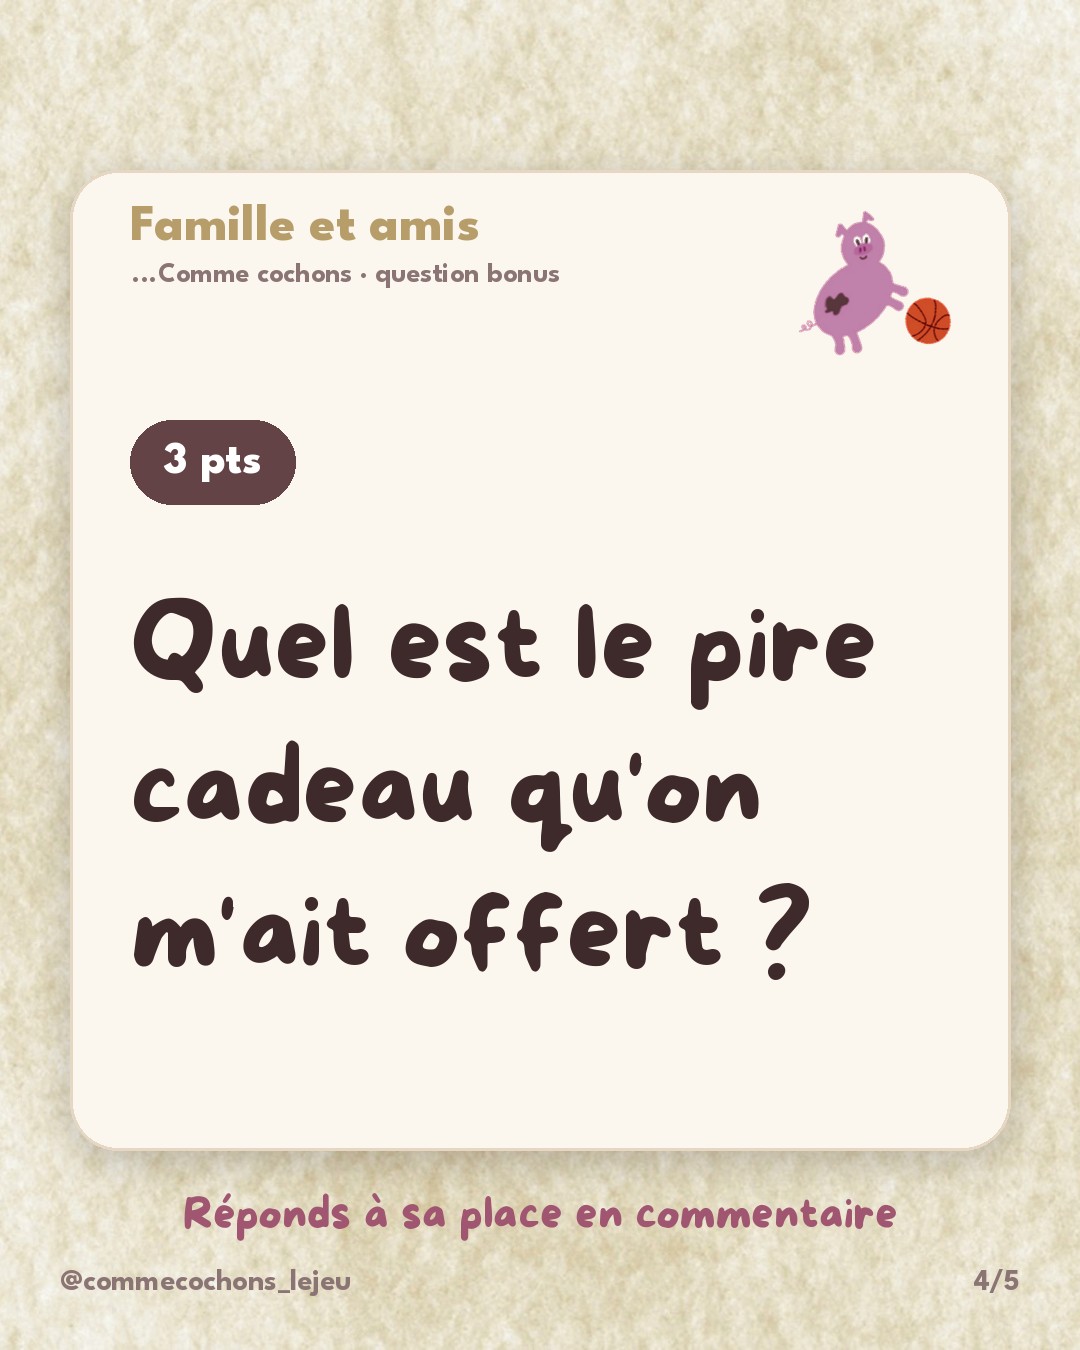 Famille et amis
...Comme cochons · question bonus
3 pts
Quel est le pire
cadeau qu'on
m'ait offert ?
Réponds à sa place en commentaire
@commecochons_lejeu
4/5